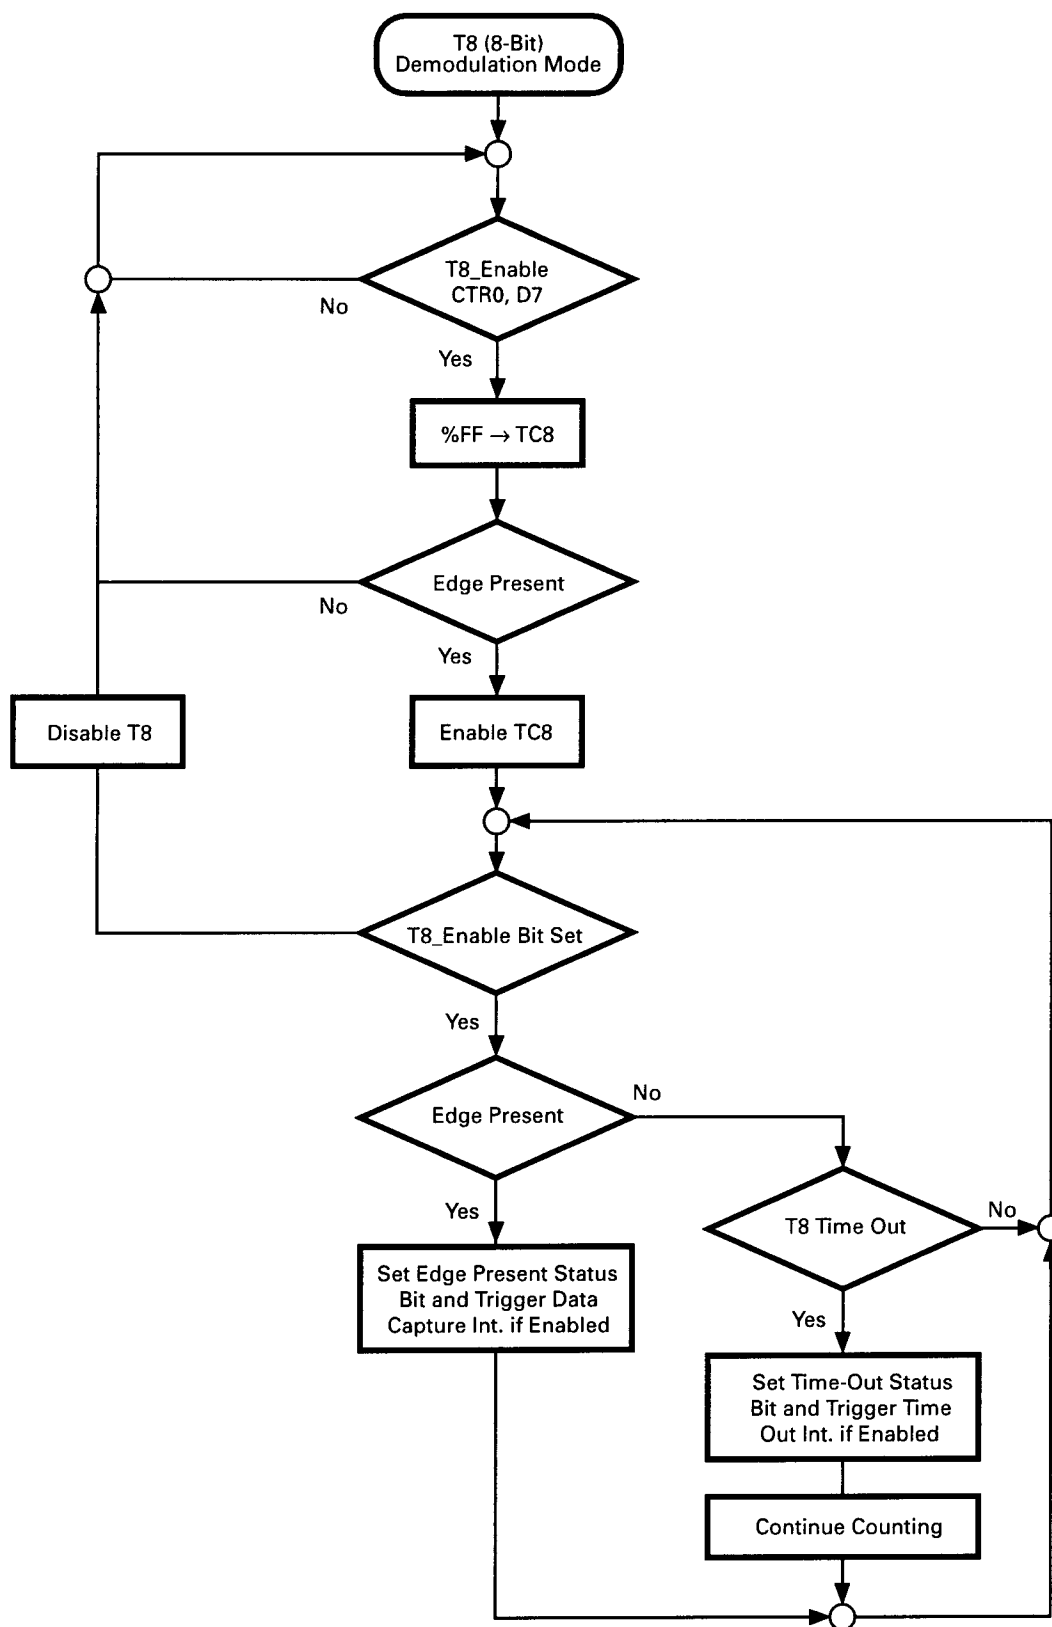 T8 (8-Bit)
Demodulation Mode
T8_Enable
CTR0, D7
No
Yes
%FF → TC8
Edge Present
No
Yes
Disable T8
Enable TC8
T8_Enable Bit Set
Yes
Edge Present
No
Yes
T8 Time Out
No
Set Edge Present Status
Bit and Trigger Data
Capture Int. if Enabled
Yes
Set Time-Out Status
Bit and Trigger Time
Out Int. if Enabled
Continue Counting